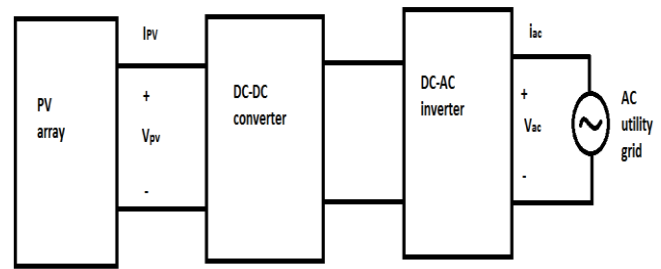 IPV
iac
PV
array
+
Vpv
-
DC-DC
converter
DC-AC
inverter
+
Vac
-
AC
utility
grid